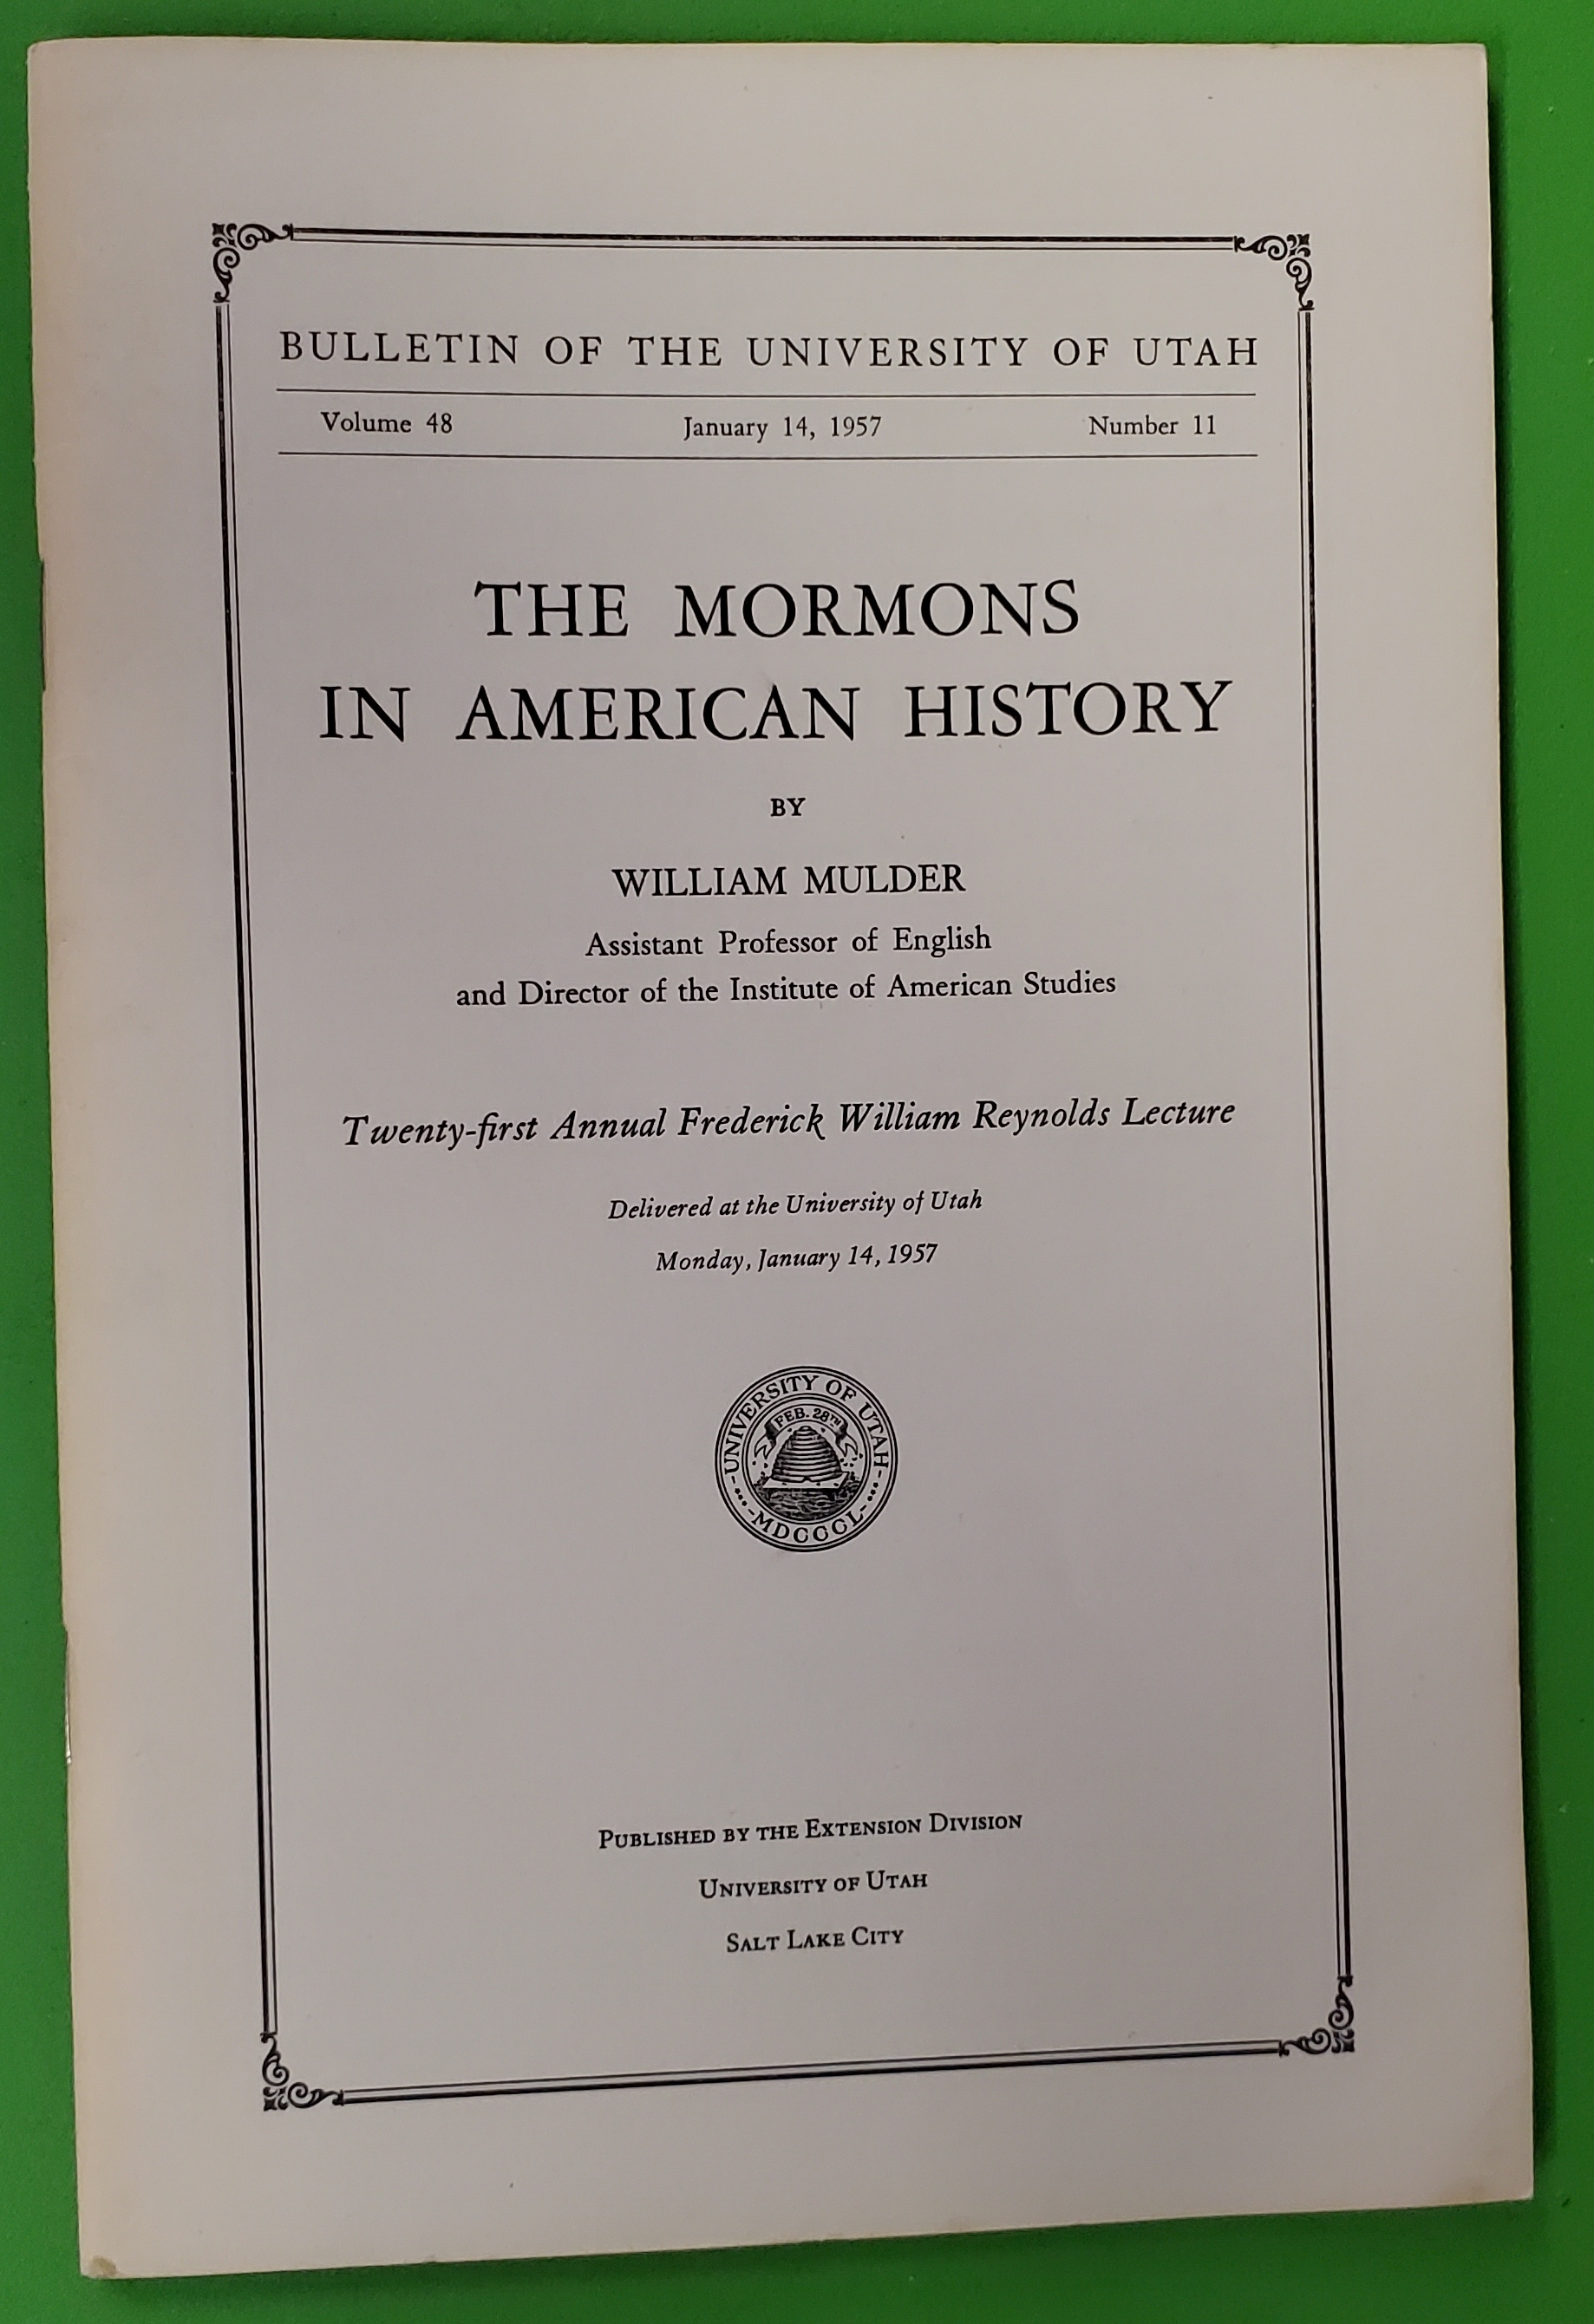 BULLETIN OF THE UNIVERSITY OF UTAH
Volume 48 January 14, 1957 Number 11
THE MORMONS
IN AMERICAN HISTORY
BY
WILLIAM MULDER
Assistant Professor of English
and Director of the Institute of American Studies
Twenty-first Annual Frederick William Reynolds Lecture
Delivered at the University of Utah
Monday, January 14, 1957
UNIVERSITY OF UTAH
FEB. 28TH
MDCCCL
PUBLISHED BY THE EXTENSION DIVISION
UNIVERSITY OF UTAH
SALT LAKE CITY